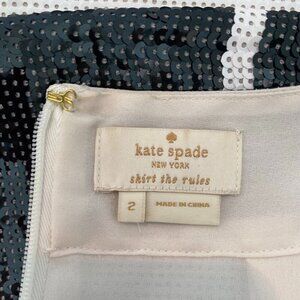 kate spade
NEW YORK
skirt the rules
2
MADE IN CHINA